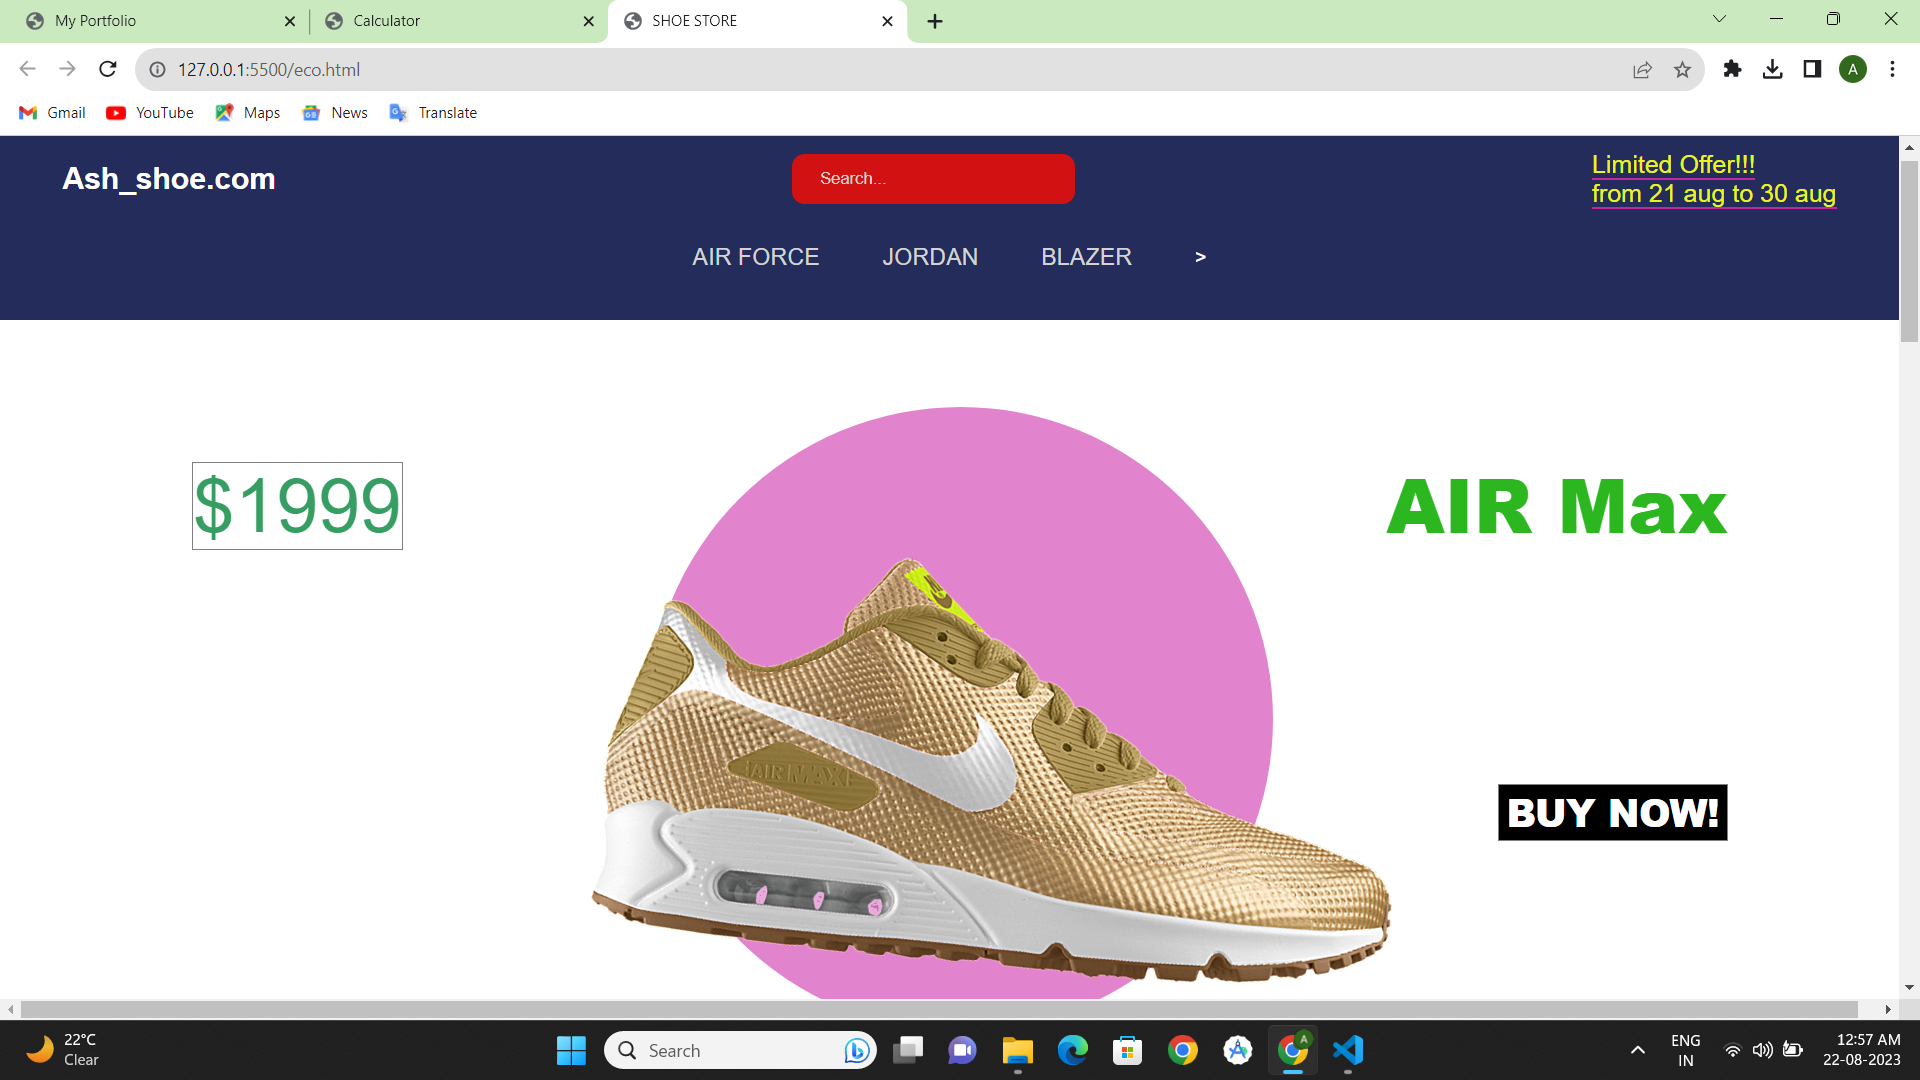 My Portfolio
Calculator
SHOE STORE
127.0.0.1:5500/eco.html
A
Gmail
YouTube
Maps
News
Translate
Ash_shoe.com
Search...
Limited Offer!!!
from 21 aug to 30 aug
AIR FORCE
JORDAN
BLAZER
>
$1999
AIR Max
AIR MAX
BUY NOW!
22°C
Clear
Search
A
ENG
IN
12:57 AM
22-08-2023